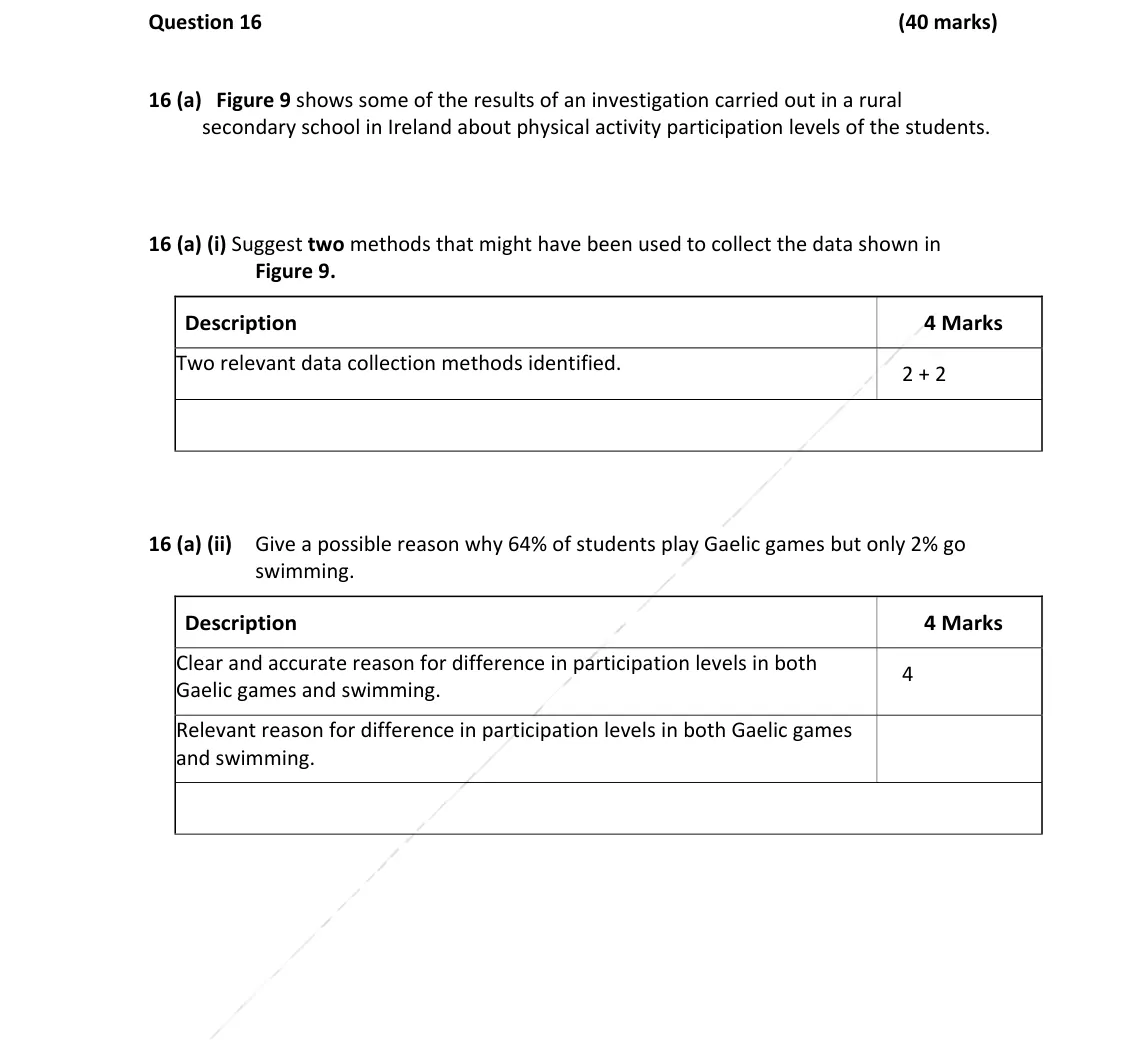 Question 16 (40 marks)
16 (a) Figure 9 shows some of the results of an investigation carried out in a rural
secondary school in Ireland about physical activity participation levels of the students.
16 (a) (i) Suggest two methods that might have been used to collect the data shown in
Figure 9.
Description 4 Marks
Two relevant data collection methods identified. 2 + 2
16 (a) (ii) Give a possible reason why 64% of students play Gaelic games but only 2% go
swimming.
Description 4 Marks
Clear and accurate reason for difference in participation levels in both
Gaelic games and swimming. 4
Relevant reason for difference in participation levels in both Gaelic games
and swimming.